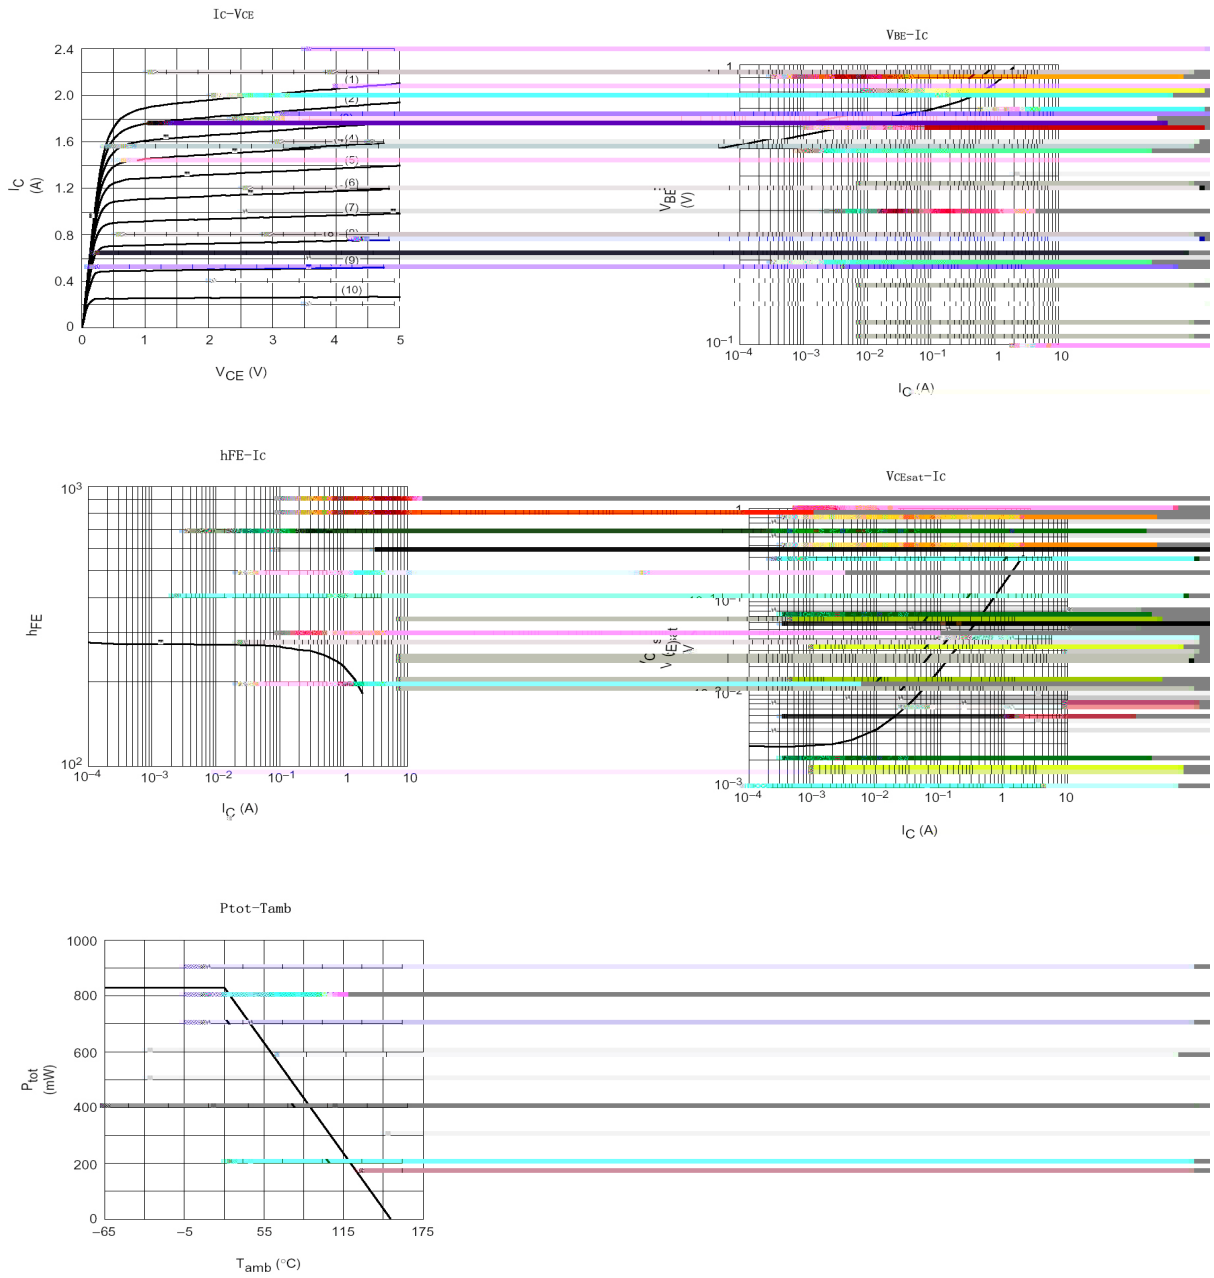 Ic-VCE
2.4
2.0
1.6
1.2
0.8
0.4
0
IC
(A)
(1)
(2)
(4)
(5)
(6)
(7)
(9)
(10)
0 1 2 3 4 5
VCE (V)
VBE-Ic
1
VBE
(V)
10−1
10−4 10−3 10−2 10−1 1 10
IC (A)
hFE-Ic
103
hFE
102
10−4 10−3 10−2 10−1 1 10
IC (A)
VCEsat-Ic
1
10−1
10−2
10−3
10−4 10−3 10−2 10−1 1 10
IC (A)
Ptot-Tamb
1000
800
600
400
200
0
Ptot
(mW)
−65 −5 55 115 175
Tamb (°C)